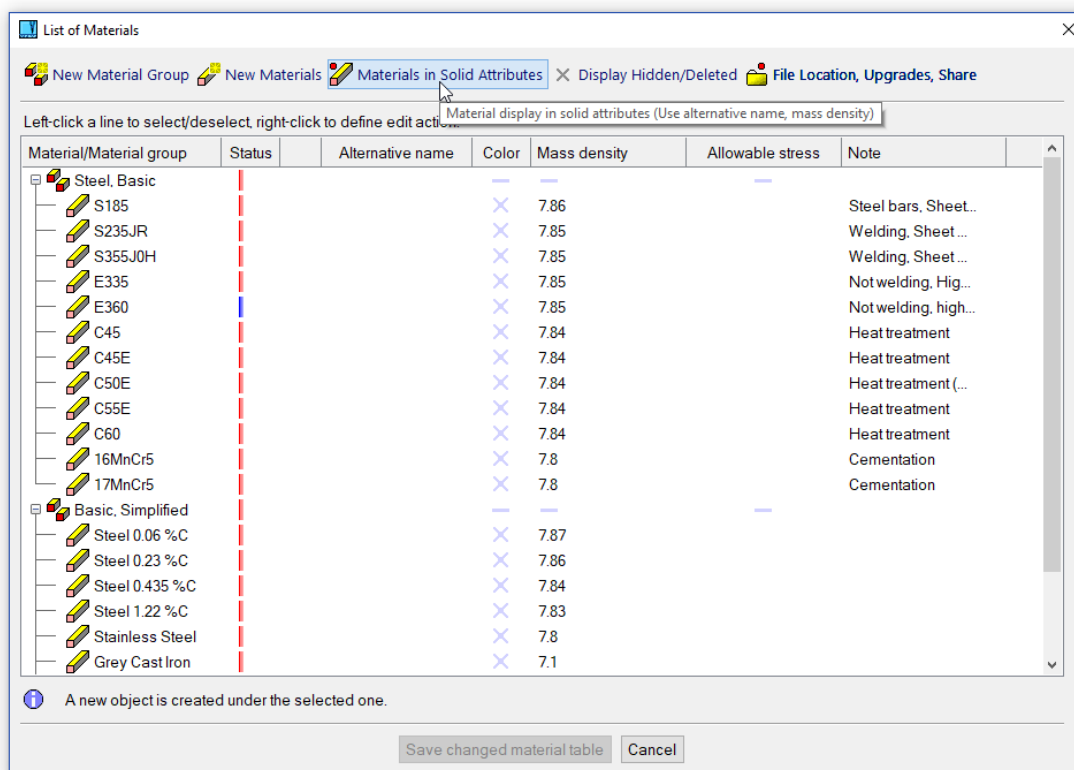 List of Materials
New Material Group New Materials Materials in Solid Attributes Display Hidden/Deleted File Location, Upgrades, Share
Material display in solid attributes (Use alternative name, mass density)
Left-click a line to select/deselect, right-click to define edit action.
Material/Material group Status Alternative name Color Mass density Allowable stress Note
Steel, Basic
S185 7.86 Steel bars, Sheet...
S235JR 7.85 Welding, Sheet ...
S355J0H 7.85 Welding, Sheet ...
E335 7.85 Not welding, Hig...
E360 7.85 Not welding, high...
C45 7.84 Heat treatment
C45E 7.84 Heat treatment
C50E 7.84 Heat treatment (...
C55E 7.84 Heat treatment
C60 7.84 Heat treatment
16MnCr5 7.8 Cementation
17MnCr5 7.8 Cementation
Basic, Simplified
Steel 0.06 %C 7.87
Steel 0.23 %C 7.86
Steel 0.435 %C 7.84
Steel 1.22 %C 7.83
Stainless Steel 7.8
Grey Cast Iron 7.1
A new object is created under the selected one.
Save changed material table Cancel